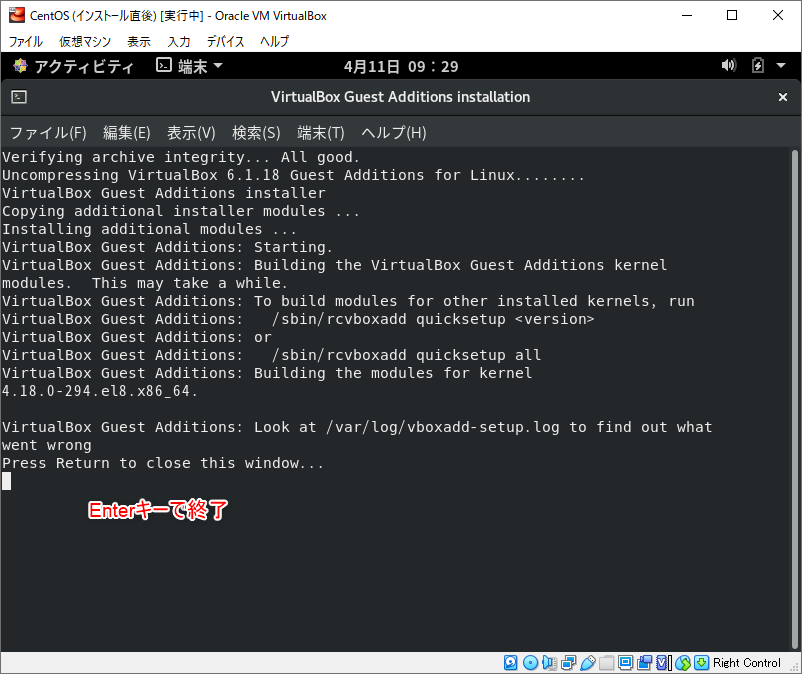 CentOS (インストール直後) [実行中] - Oracle VM VirtualBox
ファイル 仮想マシン 表示 入力 デバイス ヘルプ
アクティビティ 端末 4月11日 09：29
VirtualBox Guest Additions installation
ファイル(F) 編集(E) 表示(V) 検索(S) 端末(T) ヘルプ(H)
Verifying archive integrity... All good.
Uncompressing VirtualBox 6.1.18 Guest Additions for Linux........
VirtualBox Guest Additions installer
Copying additional installer modules ...
Installing additional modules ...
VirtualBox Guest Additions: Starting.
VirtualBox Guest Additions: Building the VirtualBox Guest Additions kernel
modules.  This may take a while.
VirtualBox Guest Additions: To build modules for other installed kernels, run
VirtualBox Guest Additions:   /sbin/rcvboxadd quicksetup <version>
VirtualBox Guest Additions: or
VirtualBox Guest Additions:   /sbin/rcvboxadd quicksetup all
VirtualBox Guest Additions: Building the modules for kernel
4.18.0-294.el8.x86_64.
VirtualBox Guest Additions: Look at /var/log/vboxadd-setup.log to find out what
went wrong
Press Return to close this window...
Enterキーで終了
Right Control